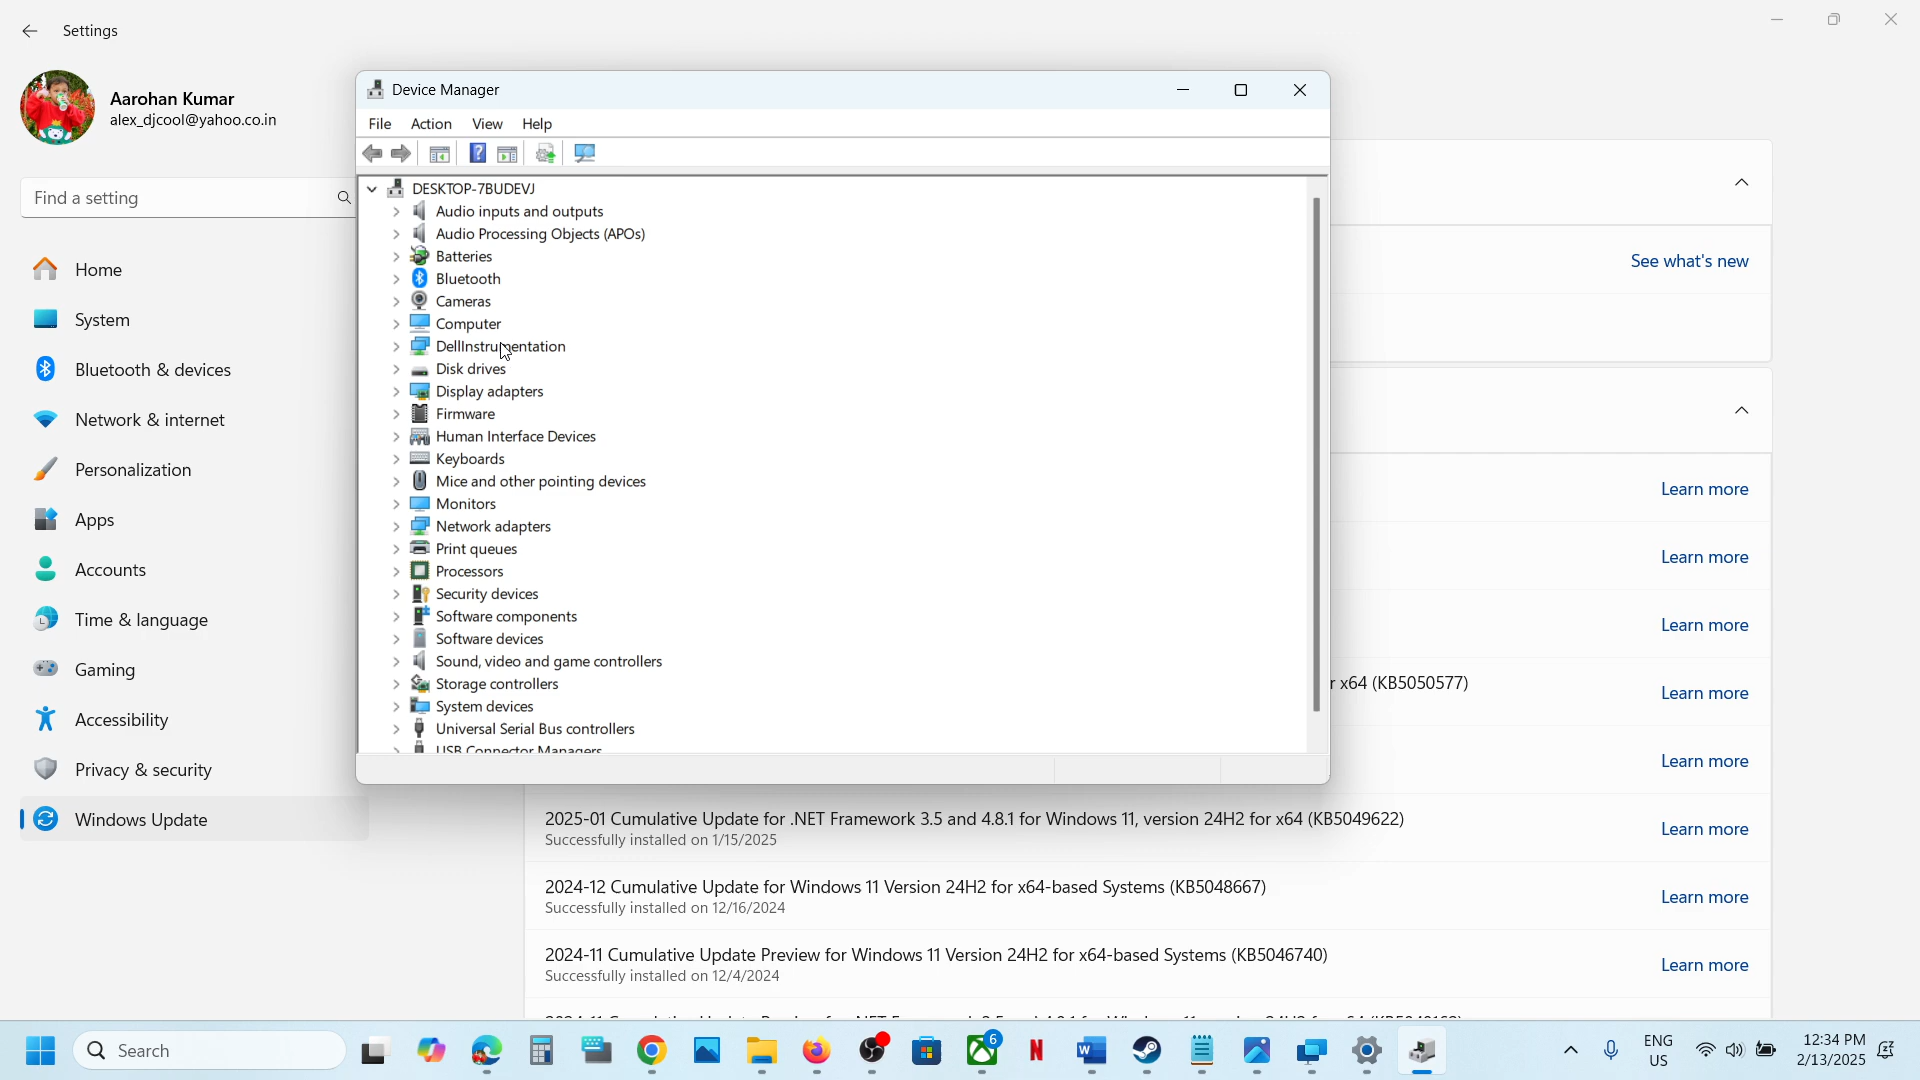 Settings
Aarohan Kumar
alex_djcool@yahoo.co.in
Find a setting
Home
System
Bluetooth & devices
Network & internet
Personalization
Apps
Accounts
Time & language
Gaming
Accessibility
Privacy & security
Windows Update
Device Manager
File Action View Help
DESKTOP-7BUDEVJ
Audio inputs and outputs
Audio Processing Objects (APOs)
Batteries
Bluetooth
Cameras
Computer
DellInstrumentation
Disk drives
Display adapters
Firmware
Human Interface Devices
Keyboards
Mice and other pointing devices
Monitors
Network adapters
Print queues
Processors
Security devices
Software components
Software devices
Sound, video and game controllers
Storage controllers
System devices
Universal Serial Bus controllers
USB Connector Managers
See what's new
Learn more
Learn more
Learn more
r x64 (KB5050577)
Learn more
Learn more
2025-01 Cumulative Update for .NET Framework 3.5 and 4.8.1 for Windows 11, version 24H2 for x64 (KB5049622)
Successfully installed on 1/15/2025
Learn more
2024-12 Cumulative Update for Windows 11 Version 24H2 for x64-based Systems (KB5048667)
Successfully installed on 12/16/2024
Learn more
2024-11 Cumulative Update Preview for Windows 11 Version 24H2 for x64-based Systems (KB5046740)
Successfully installed on 12/4/2024
Learn more
Search
6
ENG
US
12:34 PM
2/13/2025